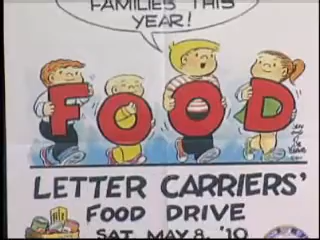 FAMILIES THIS
YEAR!
FOOD
LETTER CARRIERS'
FOOD DRIVE
SAT. MAY 8, '10